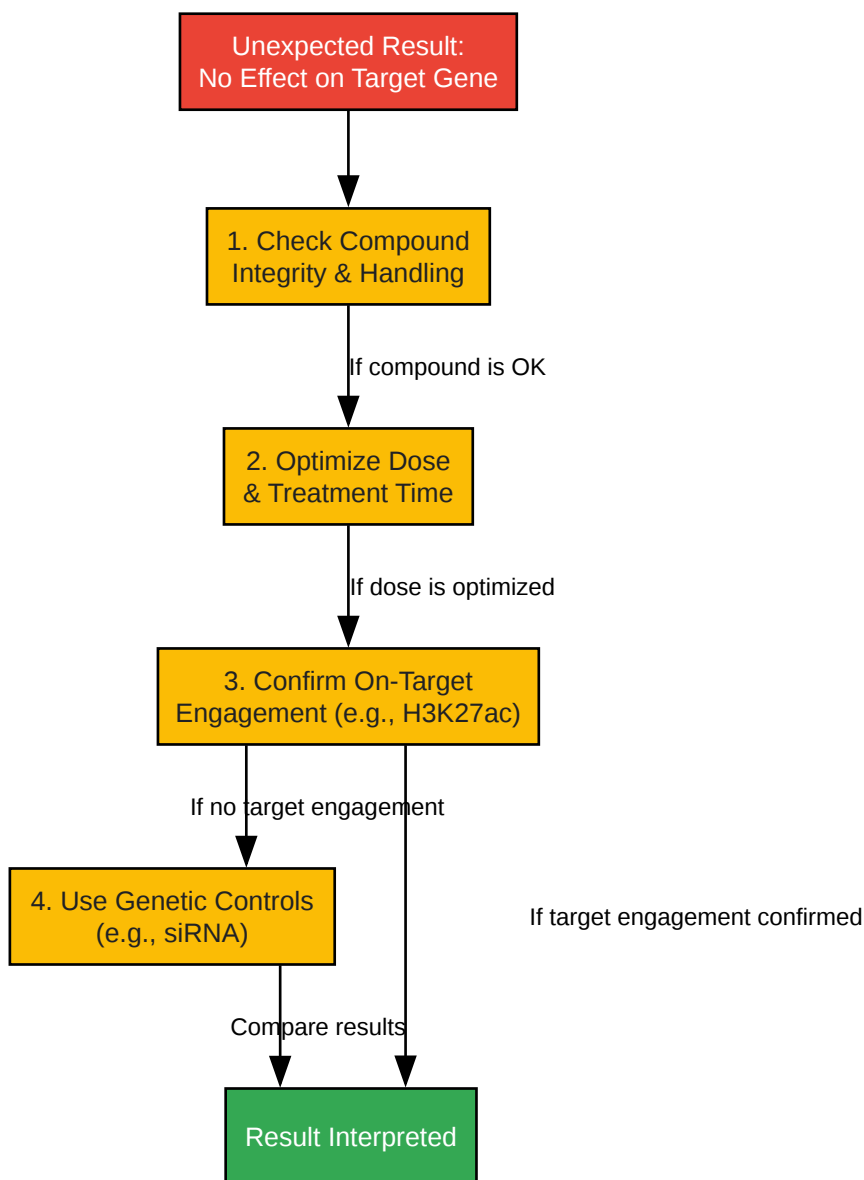 Unexpected Result:
No Effect on Target Gene
1. Check Compound
Integrity & Handling
If compound is OK
2. Optimize Dose
& Treatment Time
If dose is optimized
3. Confirm On-Target
Engagement (e.g., H3K27ac)
If no target engagement
4. Use Genetic Controls
(e.g., siRNA)
If target engagement confirmed
Compare results
Result Interpreted